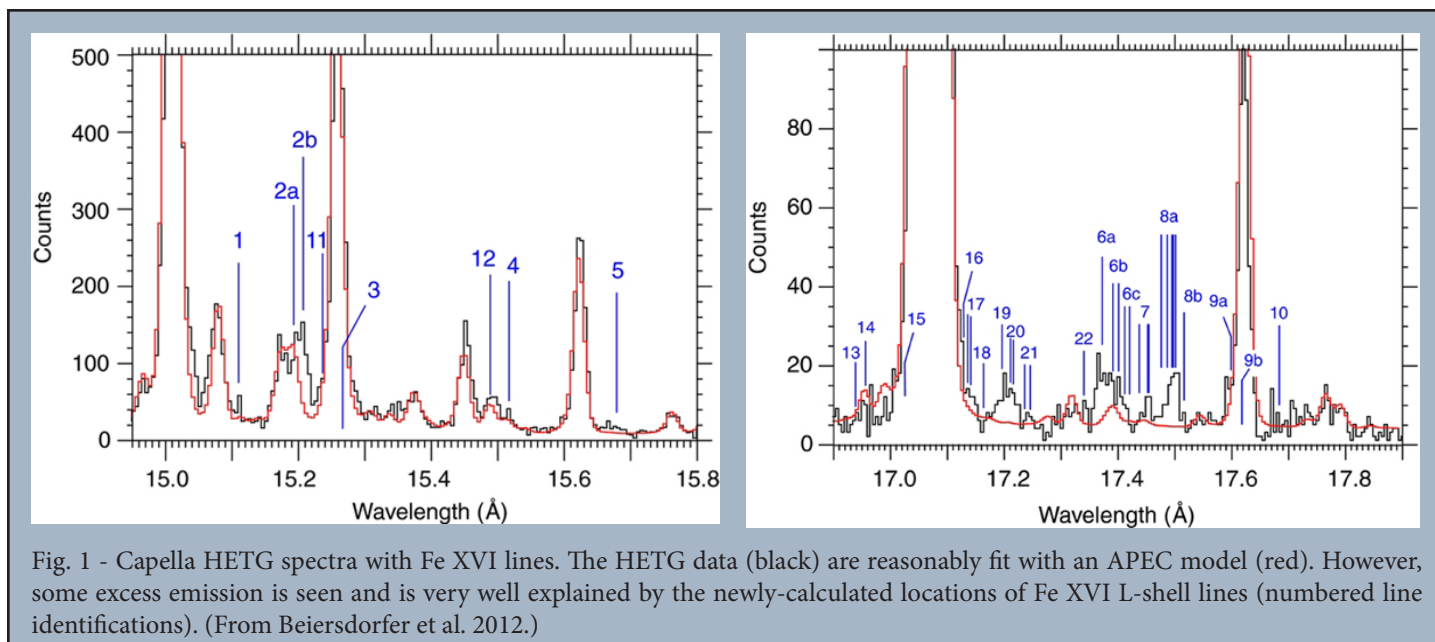 500
400
300
200
100
0
Counts
1
2a
2b
11
3
12
4
5
15.0
15.2
15.4
15.6
15.8
Wavelength (Å)
80
60
40
20
0
Counts
13
14
15
16
17
18
19
20
21
22
6a
6b
6c
7
8a
8b
9a
9b
10
17.0
17.2
17.4
17.6
17.8
Wavelength (Å)
Fig. 1 - Capella HETG spectra with Fe XVI lines. The HETG data (black) are reasonably fit with an APEC model (red). However,
some excess emission is seen and is very well explained by the newly-calculated locations of Fe XVI L-shell lines (numbered line
identifications). (From Beiersdorfer et al. 2012.)